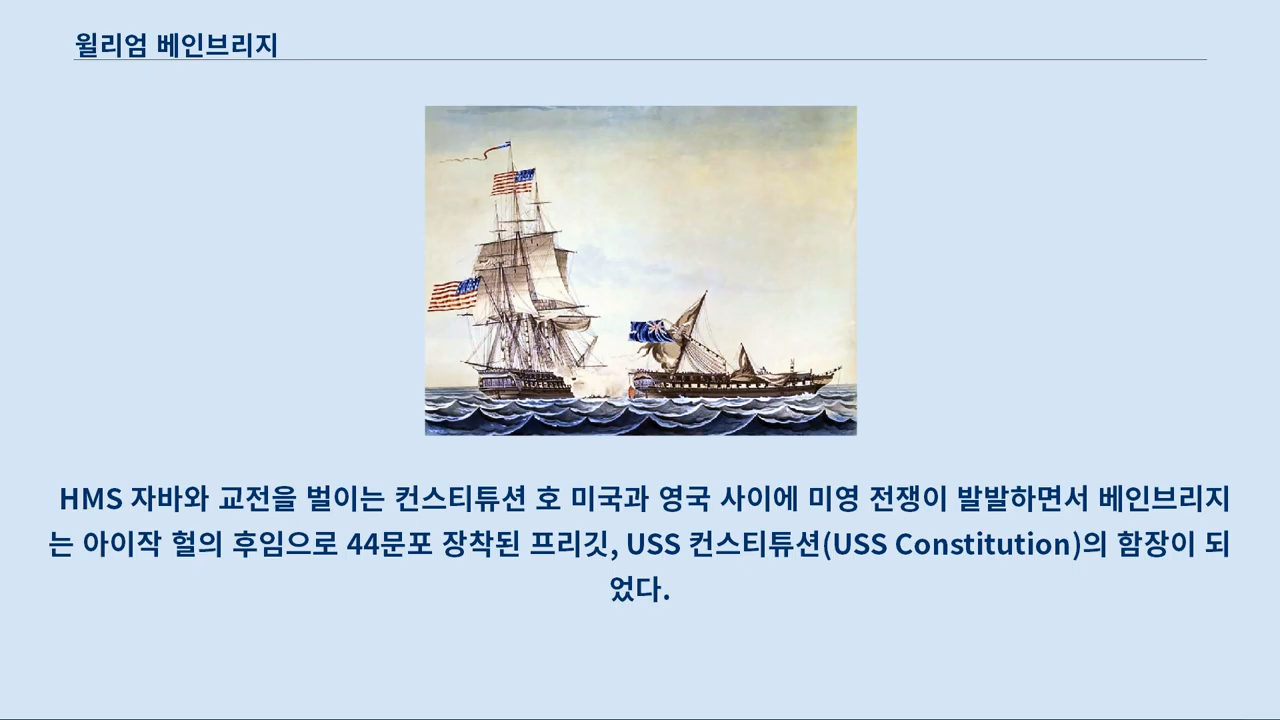 윌리엄 베인브리지
HMS 자바와 교전을 벌이는 컨스티튜션 호 미국과 영국 사이에 미영 전쟁이 발발하면서 베인브리지
는 아이작 헐의 후임으로 44문포 장착된 프리깃, USS 컨스티튜션(USS Constitution)의 함장이 되
었다.